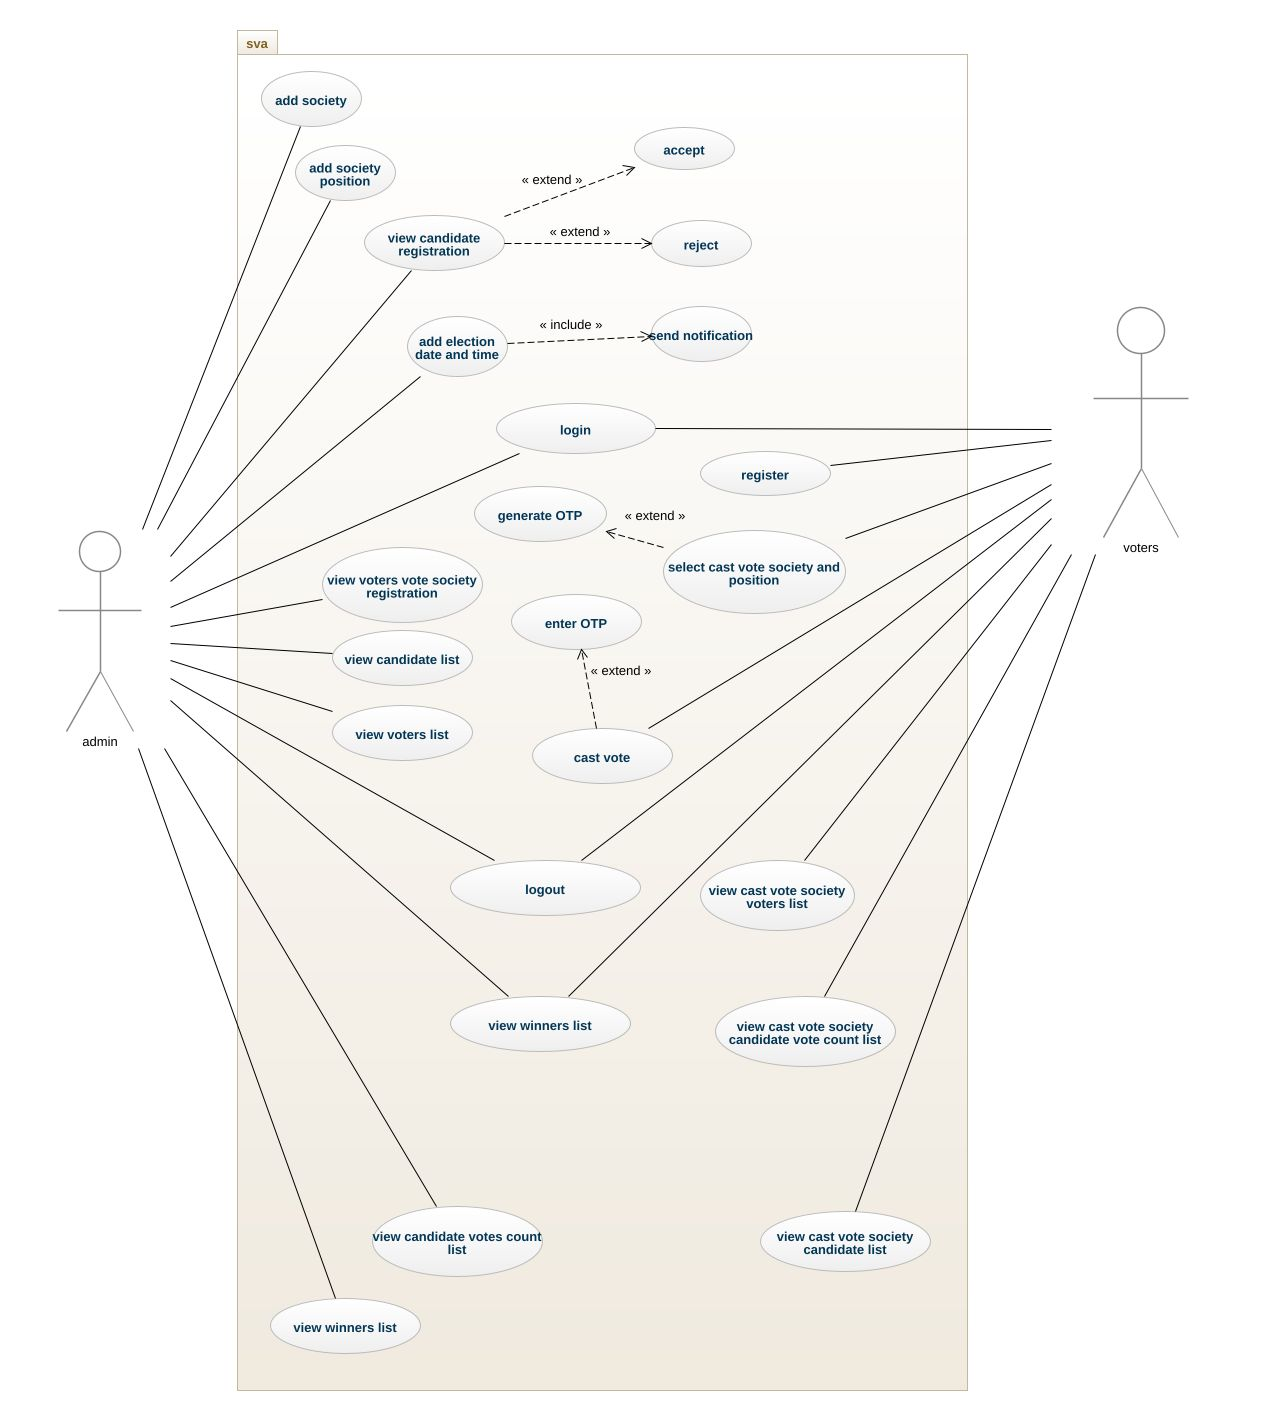 sva
add society
add society
position
accept
« extend »
view candidate
registration
« extend »
reject
add election
date and time
« include »
send notification
login
register
generate OTP
« extend »
select cast vote society and
position
voters
view voters vote society
registration
enter OTP
view candidate list
« extend »
view voters list
admin
cast vote
logout
view cast vote society
voters list
view winners list
view cast vote society
candidate vote count list
view candidate votes count
list
view cast vote society
candidate list
view winners list